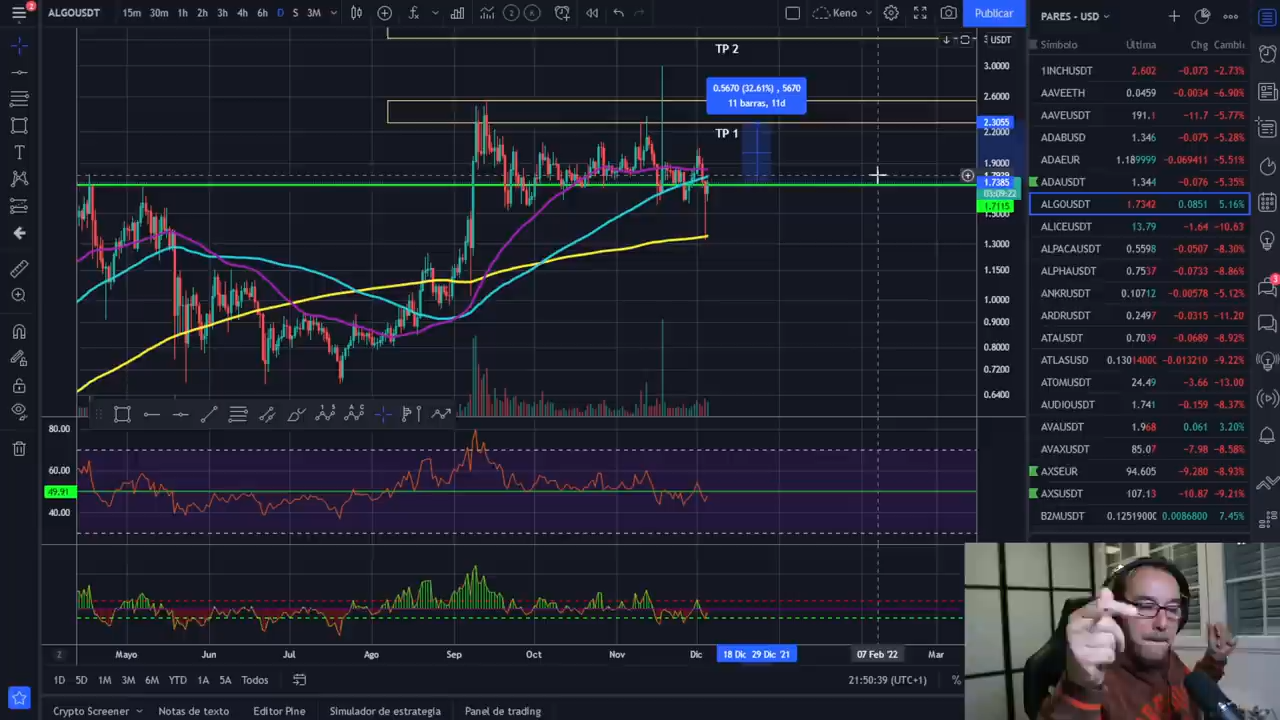 2
ALGOUSDT
15m 30m 1h 2h 3h 4h 6h D S 3M
Keno
Publicar
PARES - USD
Símbolo Última Chg Cambi
1INCHUSDT 2.602 -0.073 -2.73%
AAVEETH 0.0459 -0.0034 -6.90%
AAVEUSDT 191.1 -11.7 -5.77%
ADABUSD 1.346 -0.075 -5.28%
ADAEUR 1.189999 -0.069411 -5.51%
ADAUSDT 1.344 -0.076 -5.35%
ALGOUSDT 1.7342 0.0851 5.16%
ALICEUSDT 13.79 -1.64 -10.63
ALPACAUSDT 0.5598 -0.0507 -8.30%
ALPHAUSDT 0.7537 -0.0733 -8.86%
ANKRUSDT 0.10712 -0.00578 -5.12%
ARDRUSDT 0.2497 -0.0315 -11.20
ATAUSDT 0.7039 -0.0689 -8.92%
ATLASUSD 0.13014000 -0.013210 -9.22%
ATOMUSDT 24.49 -3.66 -13.00
AUDIOUSDT 1.741 -0.159 -8.37%
AVAUSDT 1.968 0.061 3.20%
AVAXUSDT 85.07 -7.98 -8.58%
AXSEUR 94.605 -9.280 -8.93%
AXSUSDT 107.13 -10.87 -9.21%
B2MUSDT 0.1251900 0.0086800 7.45%
3
USDT
3.0000
2.6000
2.3055
2.2000
1.9000
1.7385
03:09:22
1.7115
1.3000
1.1500
1.0000
0.9000
0.8000
0.7200
0.6400
TP 2
0.5670 (32.61%) , 5670
11 barras, 11d
TP 1
80.00
60.00
49.91
40.00
Z
Mayo Jun Jul Ago Sep Oct Nov Dic 18 Dic 29 Dic '21 07 Feb '22 Mar
1D 5D 1M 3M 6M YTD 1A 5A Todos
21:50:39 (UTC+1)
%
Crypto Screener Notas de texto Editor Pine Simulador de estrategia Panel de trading